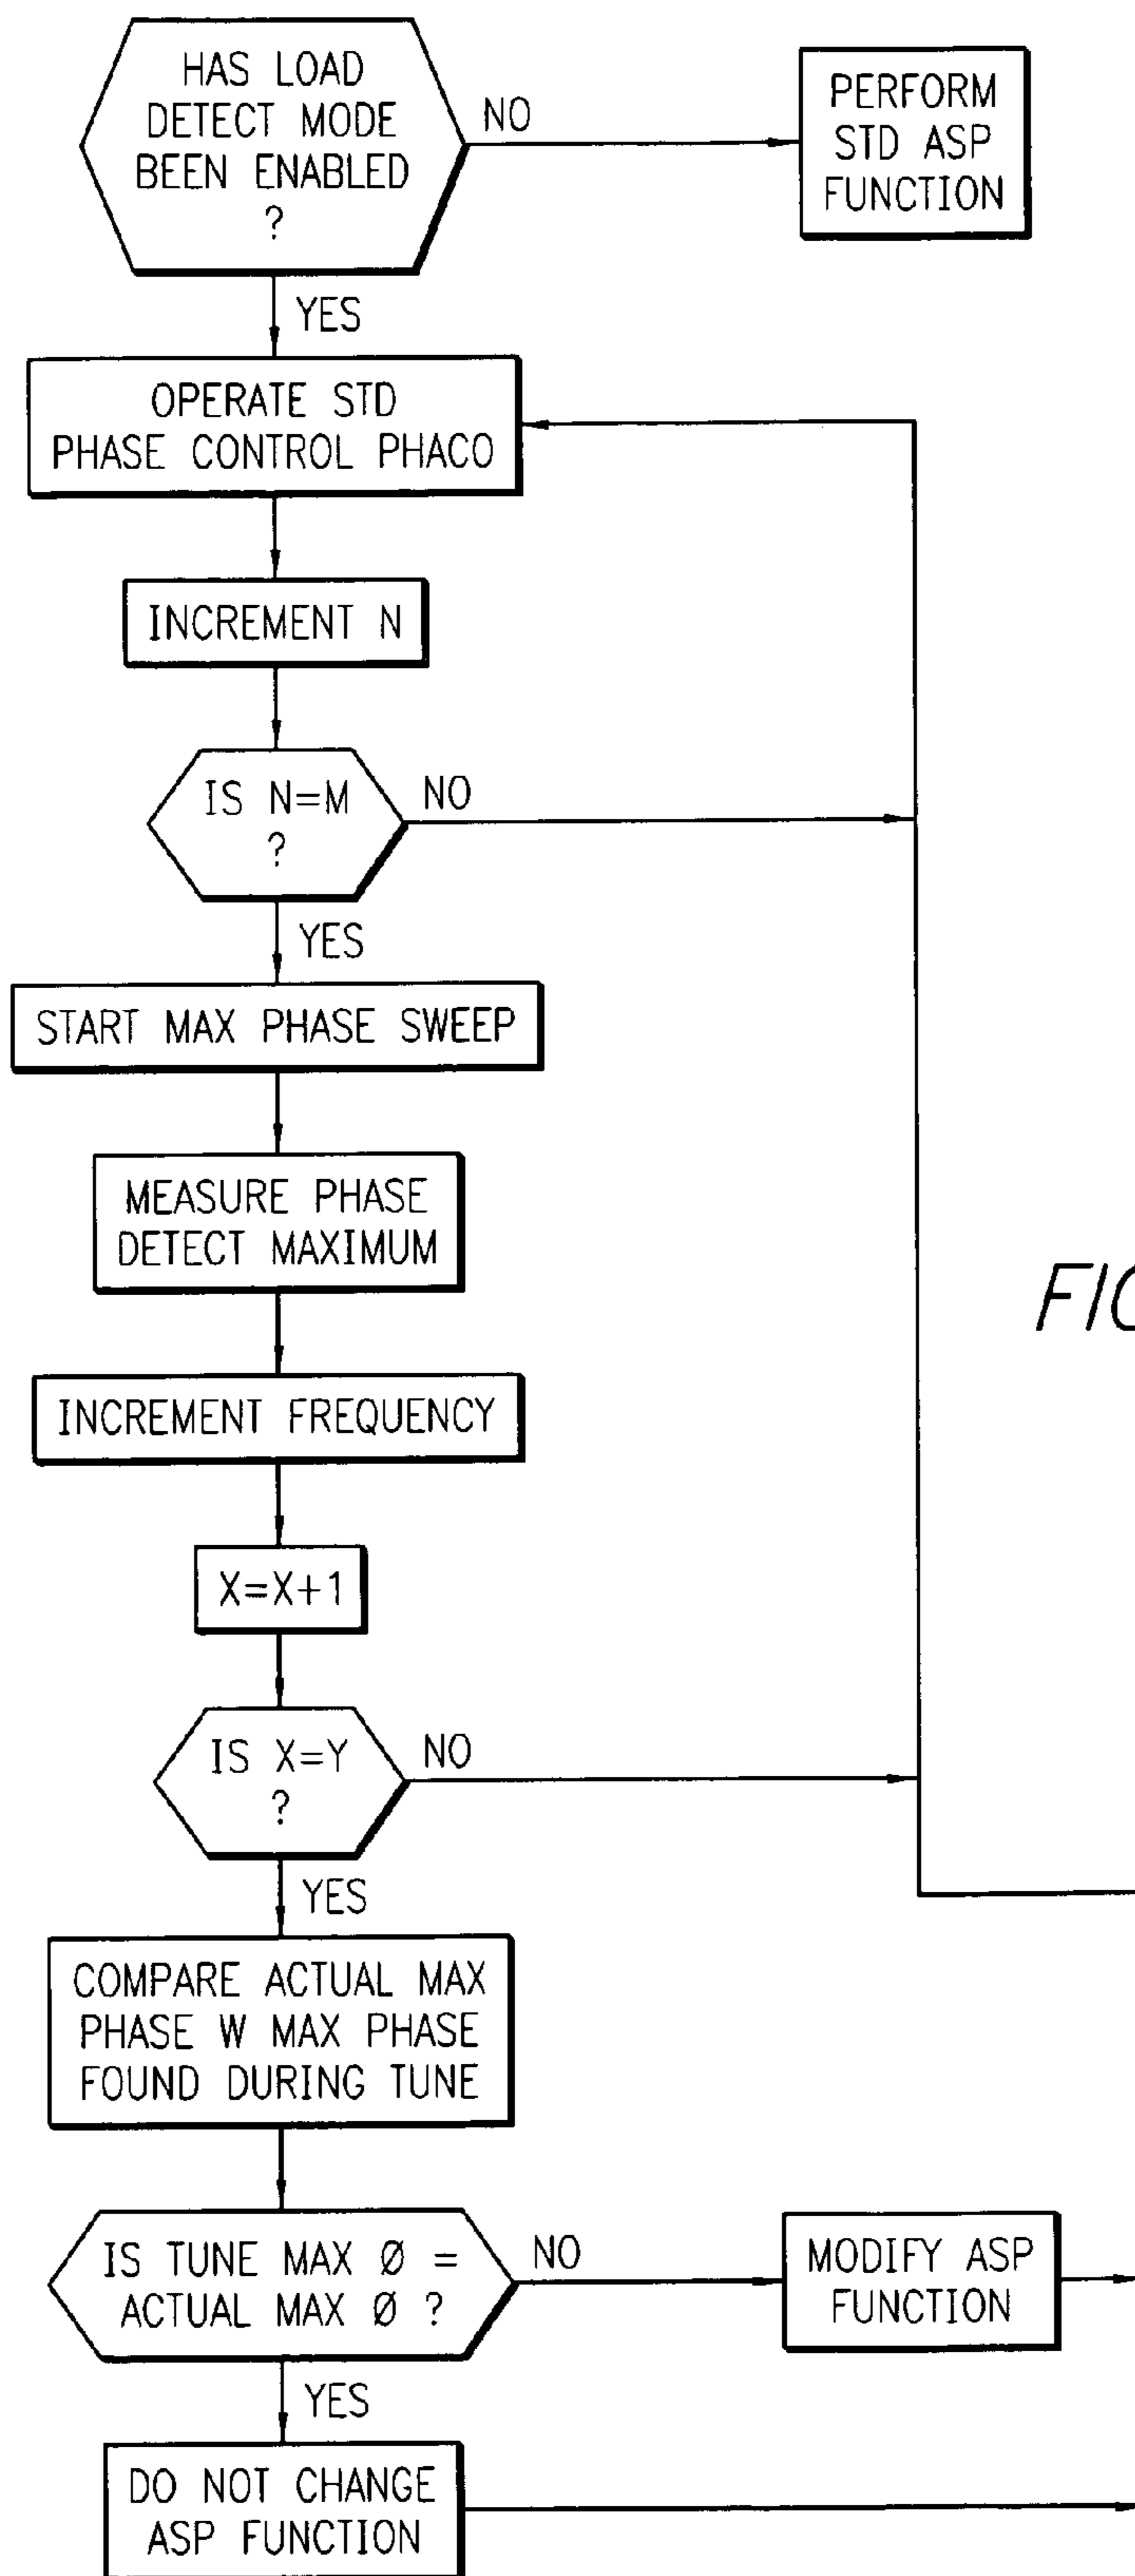 HAS LOAD
DETECT MODE
BEEN ENABLED
?
NO
PERFORM
STD ASP
FUNCTION
YES
OPERATE STD
PHASE CONTROL PHACO
INCREMENT N
IS N=M
?
NO
YES
START MAX PHASE SWEEP
MEASURE PHASE
DETECT MAXIMUM
FIG
INCREMENT FREQUENCY
X=X+1
IS X=Y
?
NO
YES
COMPARE ACTUAL MAX
PHASE W MAX PHASE
FOUND DURING TUNE
IS TUNE MAX Ø =
ACTUAL MAX Ø ?
NO
MODIFY ASP
FUNCTION
YES
DO NOT CHANGE
ASP FUNCTION